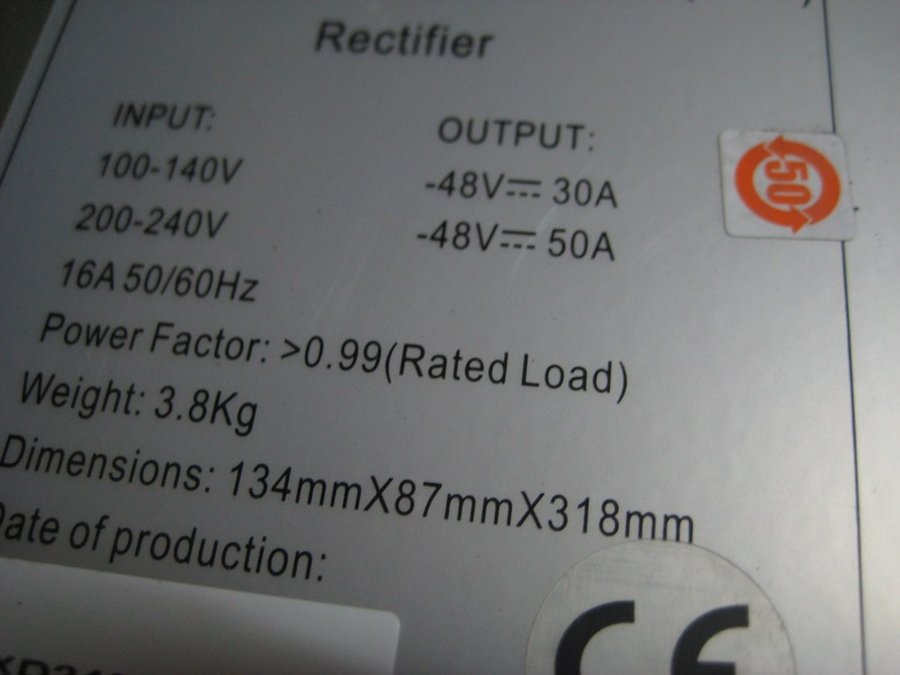 Rectifier
INPUT:
OUTPUT:
100-140V
-48V⎓ 30A
200-240V
-48V⎓ 50A
16A 50/60Hz
50
Power Factor: >0.99(Rated Load)
Weight: 3.8Kg
Dimensions: 134mmX87mmX318mm
Date of production:
CE